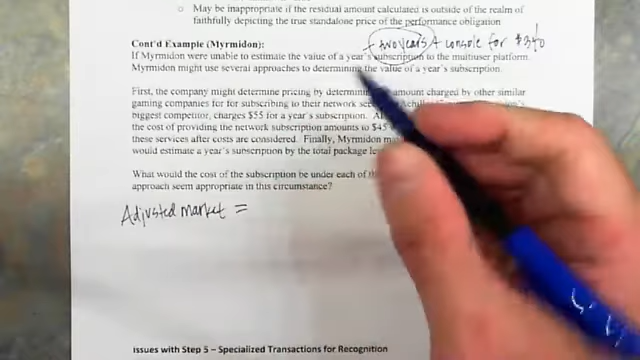 ○ May be inappropriate if the residual amount calculated is outside of the realm of
faithfully depicting the true standalone price of the performance obligation
Cont'd Example (Myrmidon):
two years + console for $340
If Myrmidon were unable to estimate the value of a year's subscription to the multiuser platform.
Myrmidon might use several approaches to determining the value of a year's subscription.
First, the company might determine pricing by determin amount charged by other similar
gaming companies for for subscribing to their network
biggest competitor, charges $55 for a year's subscription.
the cost of providing the network subscription amounts to $45
these services after costs are considered. Finally, Myrmidon
would estimate a year's subscription by the total package
What would the cost of the subscription be under each of
approach seem appropriate in this circumstance?
Adjusted market =
Issues with Step 5 – Specialized Transactions for Recognition